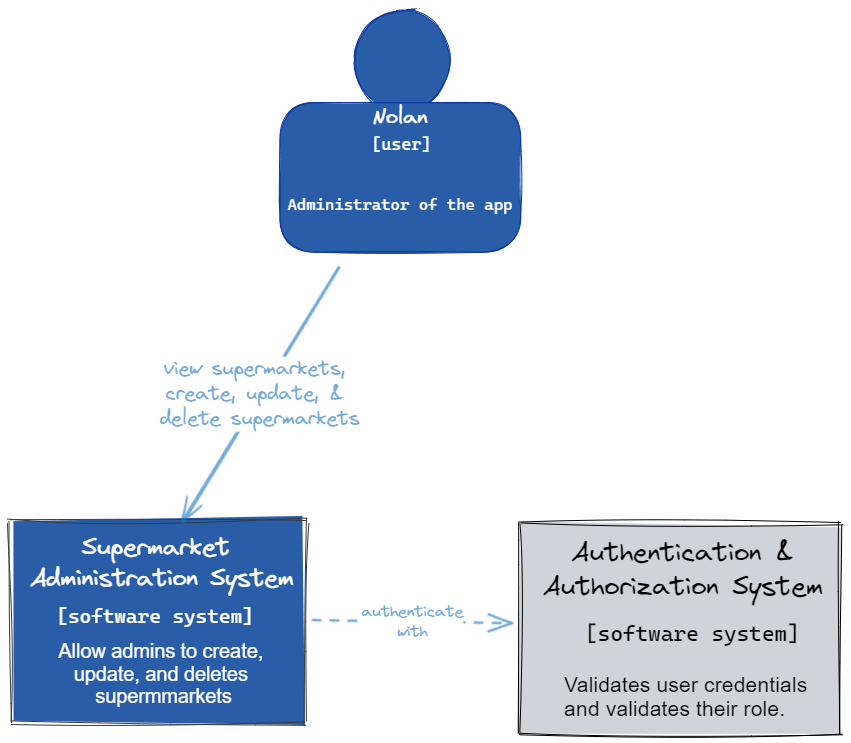 Nolan
[user]
Administrator of the app
view supermarkets,
create, update, &
delete supermarkets
Supermarket
Administration System
[software system]
Allow admins to create,
update, and deletes
supermmarkets
authenticate
with
Authentication &
Authorization System
[software system]
Validates user credentials
and validates their role.